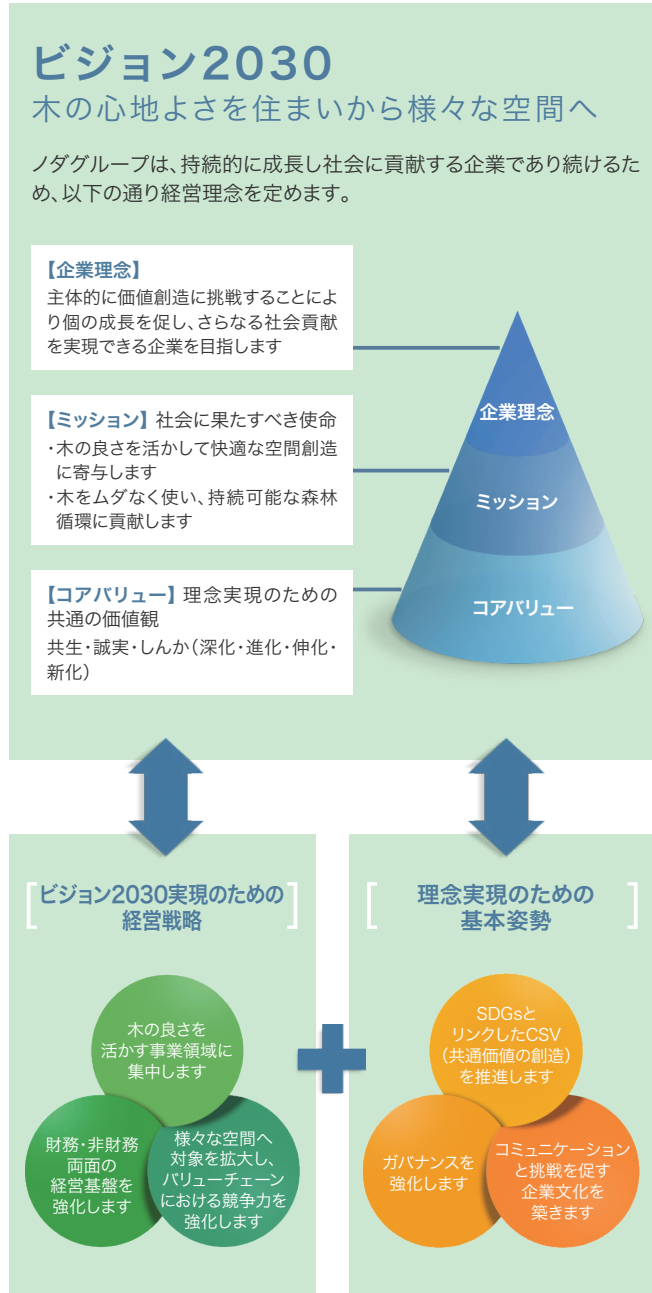 ビジョン2030
木の心地よさを住まいから様々な空間へ
ノダグループは、持続的に成長し社会に貢献する企業であり続けるた
め、以下の通り経営理念を定めます。
【企業理念】
主体的に価値創造に挑戦することによ
り個の成長を促し、さらなる社会貢献
を実現できる企業を目指します
【ミッション】社会に果たすべき使命
・木の良さを活かして快適な空間創造
に寄与します
・木をムダなく使い、持続可能な森林
循環に貢献します
【コアバリュー】理念実現のための
共通の価値観
共生・誠実・しんか(深化・進化・伸化・
新化)
企業理念
ミッション
コアバリュー
ビジョン2030実現のための
経営戦略
木の良さを
活かす事業領域に
集中します
財務・非財務
両面の
経営基盤を
強化します
様々な空間へ
対象を拡大し、
バリューチェーン
における競争力を
強化します
理念実現のための
基本姿勢
SDGsと
リンクしたCSV
(共通価値の創造)
を推進します
ガバナンスを
強化します
コミュニケーション
と挑戦を促す
企業文化を
築きます